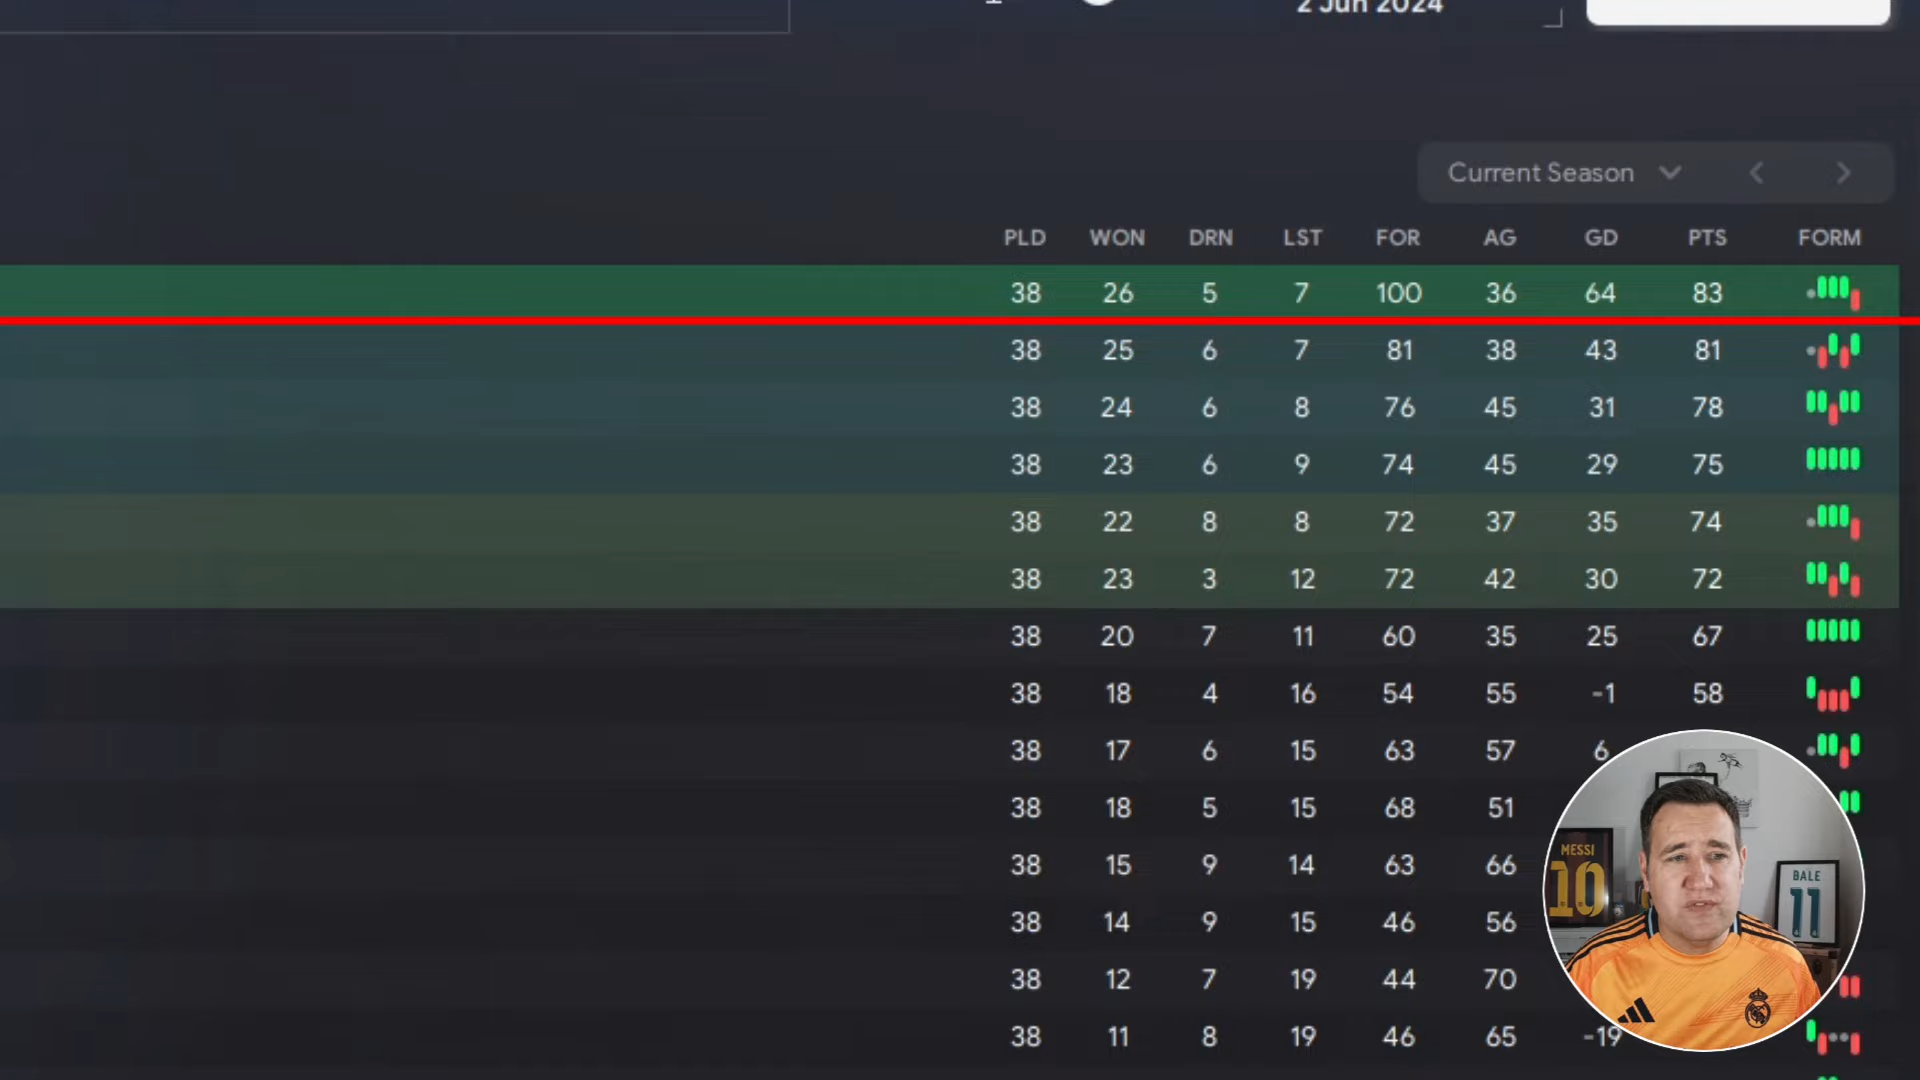 2 Jun 2024
Current Season
PLD WON DRN LST FOR AG GD PTS FORM
38 26 5 7 100 36 64 83
38 25 6 7 81 38 43 81
38 24 6 8 76 45 31 78
38 23 6 9 74 45 29 75
38 22 8 8 72 37 35 74
38 23 3 12 72 42 30 72
38 20 7 11 60 35 25 67
38 18 4 16 54 55 -1 58
38 17 6 15 63 57 6
38 18 5 15 68 51
38 15 9 14 63 66
38 14 9 15 46 56
38 12 7 19 44 70
38 11 8 19 46 65 -19
MESSI
10
BALE
11